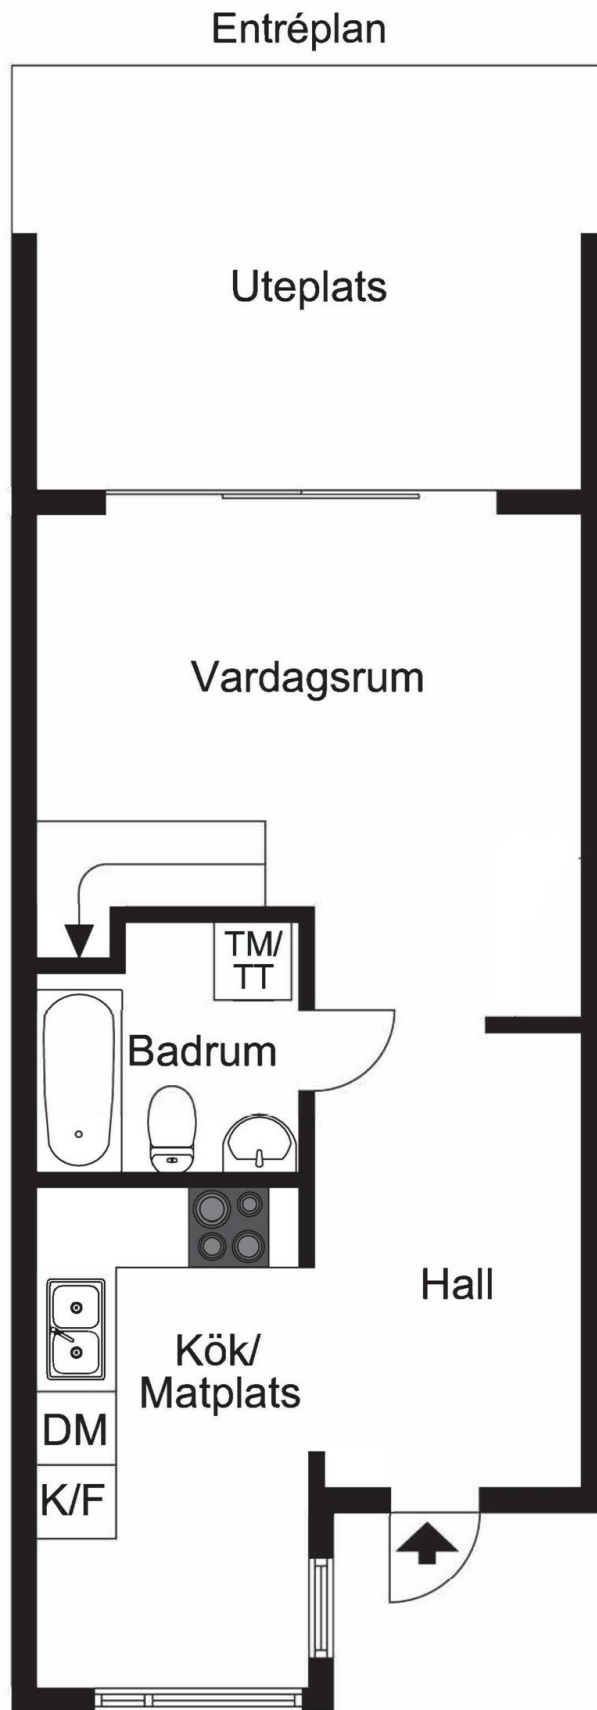 Entréplan
Uteplats
Vardagsrum
TM/
TT
Badrum
Hall
Kök/
Matplats
DM
K/F